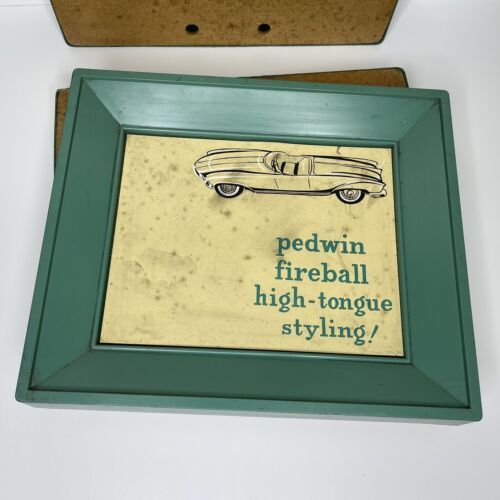 pedwin
fireball
high-tongue
styling!